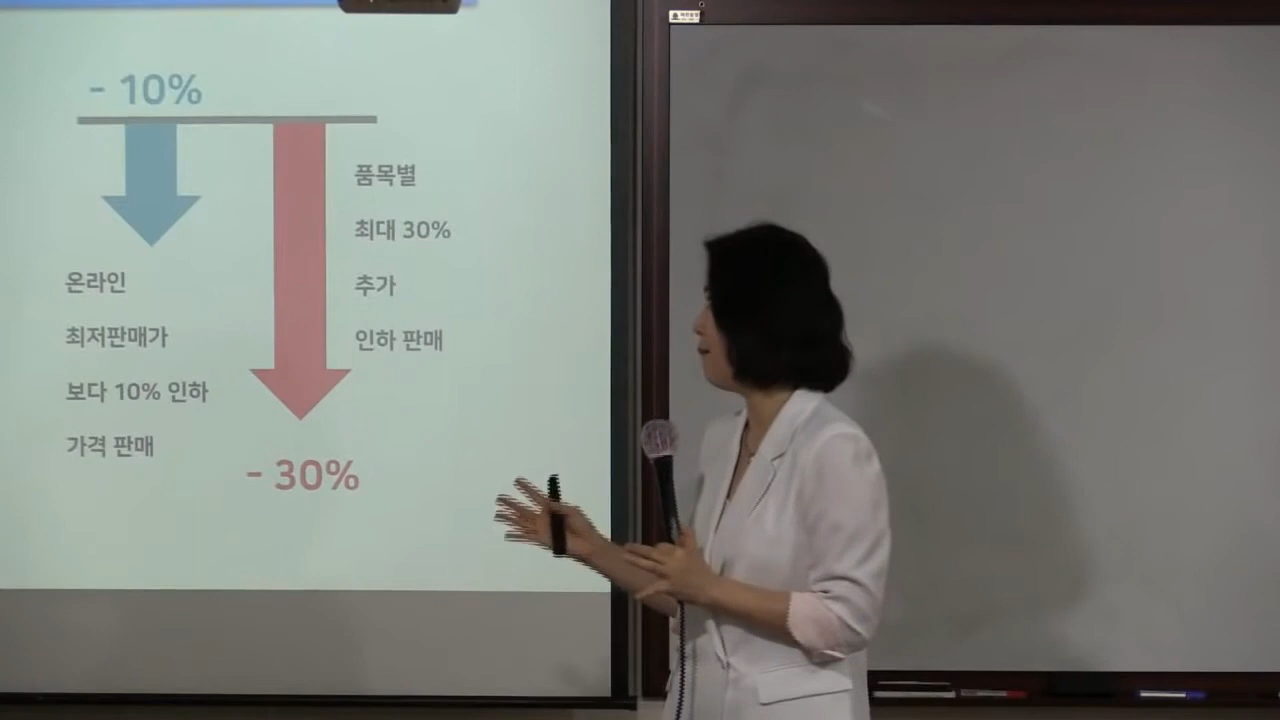 - 10%
온라인
최저판매가
보다 10% 인하
가격 판매
품목별
최대 30%
추가
인하 판매
- 30%